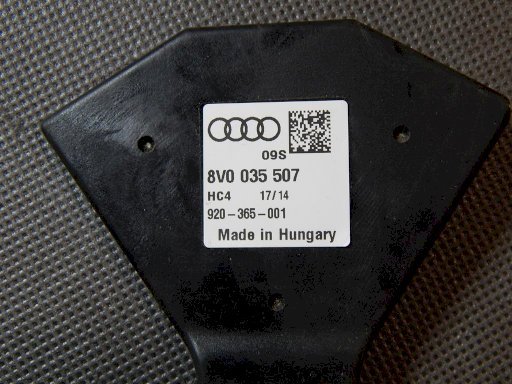 09S
8V0 035 507
HC4 17/14
920-365-001
Made in Hungary